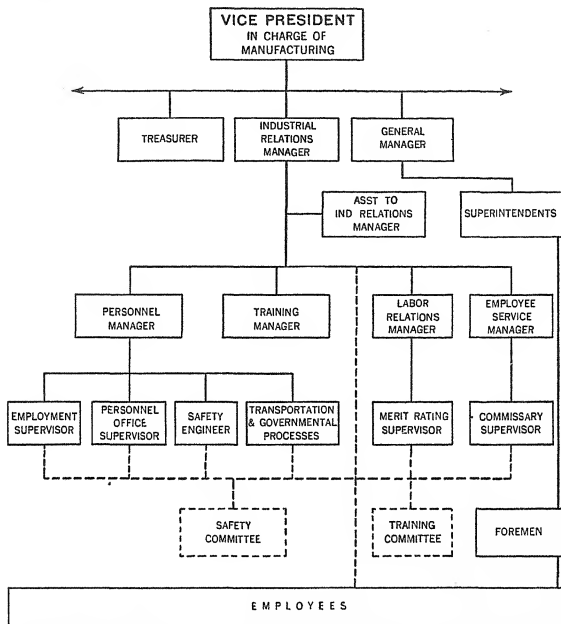 VICE PRESIDENT
IN CHARGE OF
MANUFACTURING
TREASURER
INDUSTRIAL
RELATIONS
MANAGER
GENERAL
MANAGER
ASST TO
IND RELATIONS
MANAGER
SUPERINTENDENTS
PERSONNEL
MANAGER
TRAINING
MANAGER
LABOR
RELATIONS
MANAGER
EMPLOYEE
SERVICE
MANAGER
EMPLOYMENT
SUPERVISOR
PERSONNEL
OFFICE
SUPERVISOR
SAFETY
ENGINEER
TRANSPORTATION
& GOVERNMENTAL
PROCESSES
MERIT RATING
SUPERVISOR
COMMISSARY
SUPERVISOR
SAFETY
COMMITTEE
TRAINING
COMMITTEE
FOREMEN
EMPLOYEES